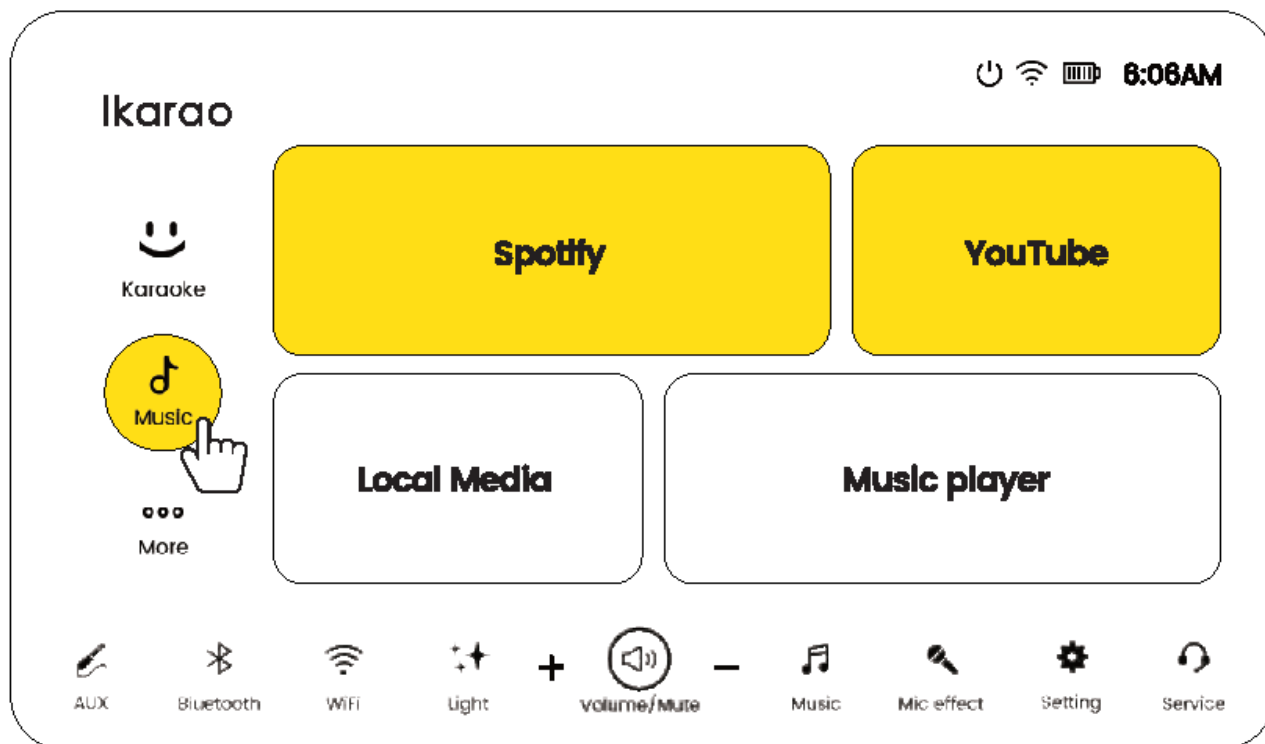 6:06AM
Ikarao
Spotify
YouTube
Karaoke
Music
Local Media
Music player
More
+
–
AUX
Bluetooth
WiFi
Light
Volume/Mute
Music
Mic effect
Setting
Service